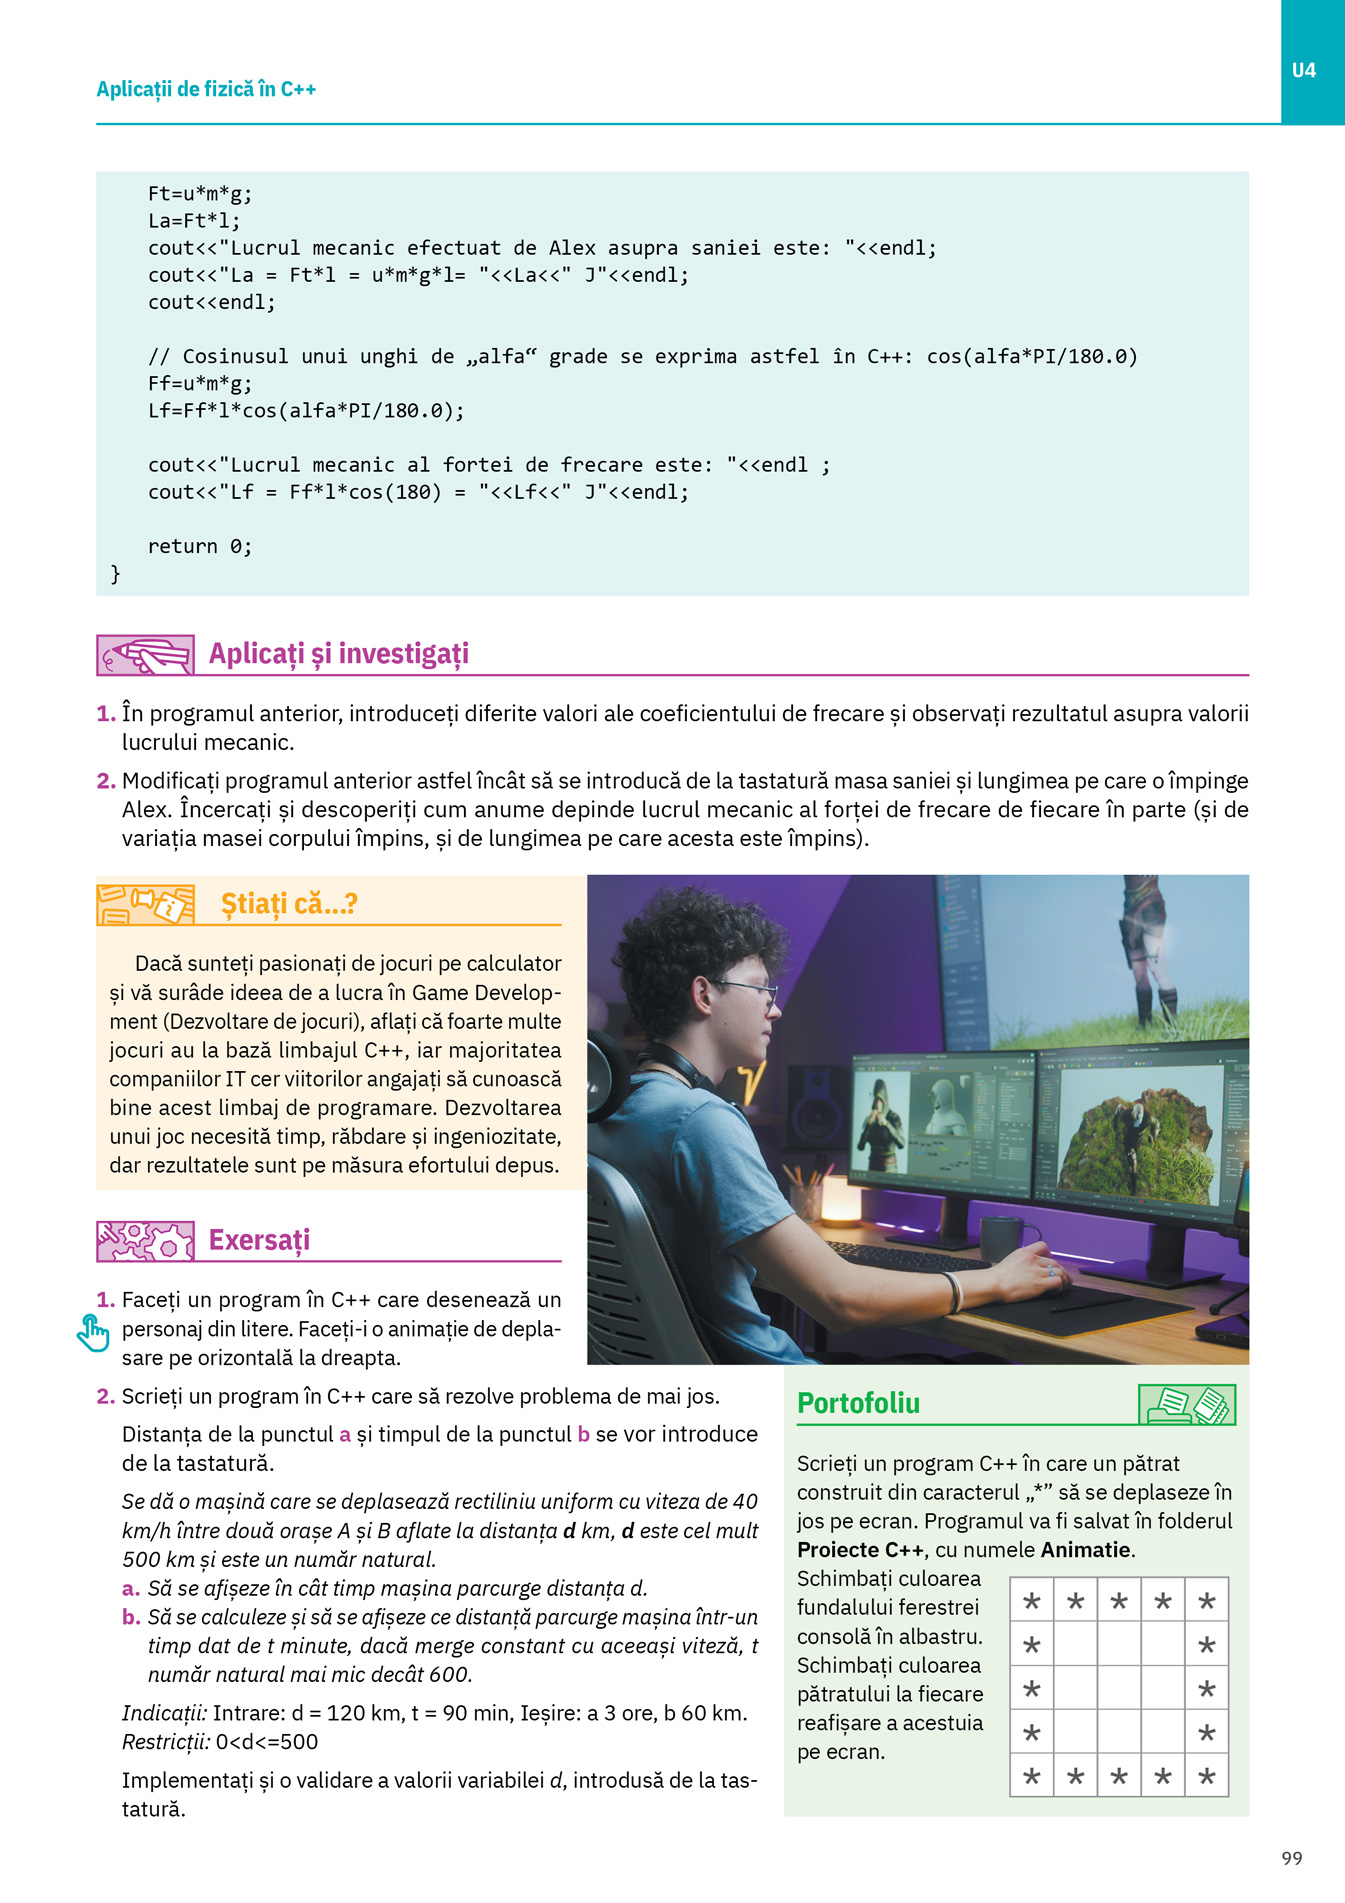 U4
Aplicații de fizică în C++
Ft=u*m*g;
La=Ft*l;
cout<<"Lucrul mecanic efectuat de Alex asupra saniei este: "<<endl;
cout<<"La = Ft*l = u*m*g*l= "<<La<<" J"<<endl;
cout<<endl;
// Cosinusul unui unghi de „alfa“ grade se exprima astfel în C++: cos(alfa*PI/180.0)
Ff=u*m*g;
Lf=Ff*l*cos(alfa*PI/180.0);
cout<<"Lucrul mecanic al fortei de frecare este: "<<endl ;
cout<<"Lf = Ff*l*cos(180) = "<<Lf<<" J"<<endl;
return 0;
}
Aplicați și investigați
1. În programul anterior, introduceți diferite valori ale coeficientului de frecare și observați rezultatul asupra valorii
lucrului mecanic.
2. Modificați programul anterior astfel încât să se introducă de la tastatură masa saniei și lungimea pe care o împinge
Alex. Încercați și descoperiți cum anume depinde lucrul mecanic al forței de frecare de fiecare în parte (și de
variația masei corpului împins, și de lungimea pe care acesta este împins).
Știați că...?
Dacă sunteți pasionați de jocuri pe calculator
și vă surâde ideea de a lucra în Game Develop-
ment (Dezvoltare de jocuri), aflați că foarte multe
jocuri au la bază limbajul C++, iar majoritatea
companiilor IT cer viitorilor angajați să cunoască
bine acest limbaj de programare. Dezvoltarea
unui joc necesită timp, răbdare și ingeniozitate,
dar rezultatele sunt pe măsura efortului depus.
Exersați
1. Faceți un program în C++ care desenează un
personaj din litere. Faceți-i o animație de depla-
sare pe orizontală la dreapta.
2. Scrieți un program în C++ care să rezolve problema de mai jos.
Distanța de la punctul a și timpul de la punctul b se vor introduce
de la tastatură.
Se dă o mașină care se deplasează rectiliniu uniform cu viteza de 40
km/h între două orașe A și B aflate la distanța d km, d este cel mult
500 km și este un număr natural.
a. Să se afișeze în cât timp mașina parcurge distanța d.
b. Să se calculeze și să se afișeze ce distanță parcurge mașina într-un
timp dat de t minute, dacă merge constant cu aceeași viteză, t
număr natural mai mic decât 600.
Indicații: Intrare: d = 120 km, t = 90 min, Ieșire: a 3 ore, b 60 km.
Restricții: 0<d<=500
Implementați și o validare a valorii variabilei d, introdusă de la tas-
tatură.
Portofoliu
Scrieți un program C++ în care un pătrat
construit din caracterul „*” să se deplaseze în
jos pe ecran. Programul va fi salvat în folderul
Proiecte C++, cu numele Animatie.
Schimbați culoarea
fundalului ferestrei
consolă în albastru.
Schimbați culoarea
pătratului la fiecare
reafișare a acestuia
pe ecran.
* * * * *
* *
* *
* *
* * * * *
99